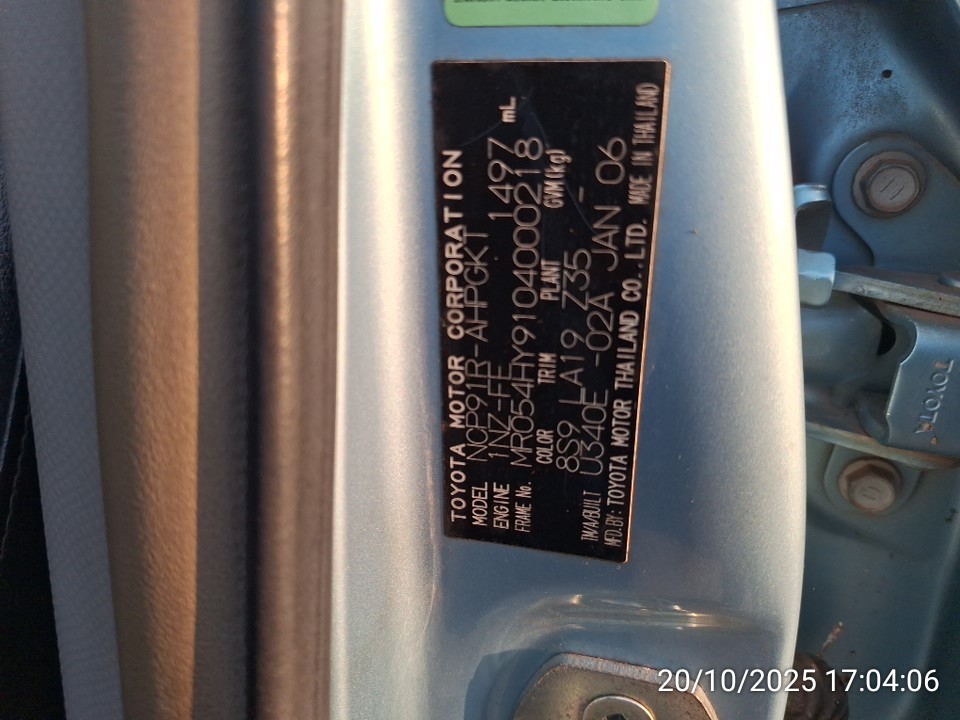 TOYOTA MOTOR CORPORATION
MODEL NCP91R-AHPGKT 1497 mL
ENGINE 1NZ-FE
FRAME No. MR054HY9104000218
COLOR TRIM PLANT GVM(kg)
8S9 LA19 Z35 -
TM/A/BUILT U340E -02A JAN 06
MFD.BY: TOYOTA MOTOR THAILAND CO.,LTD. MADE IN THAILAND
TOYOTA
20/10/2025 17:04:06